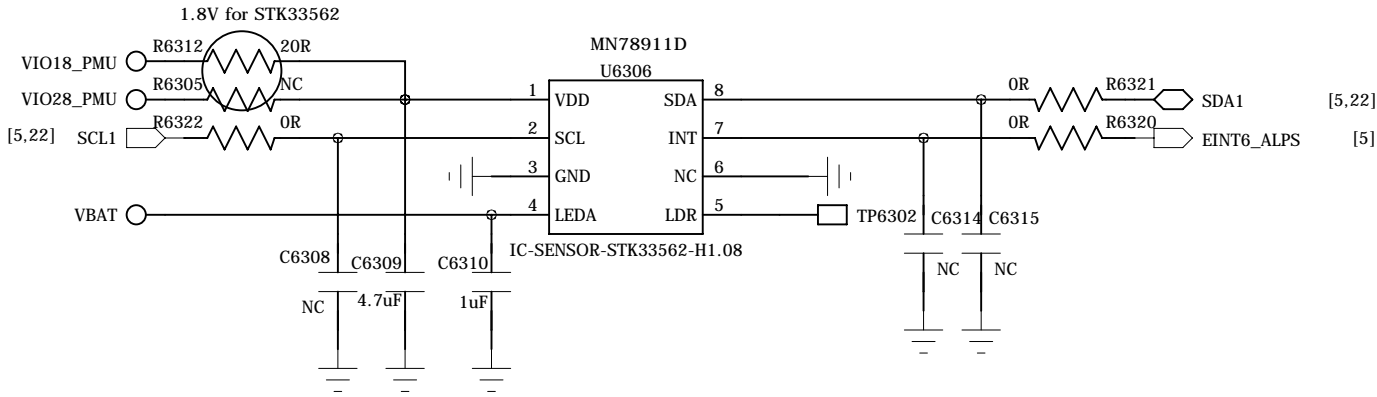 1.8V for STK33562
R6312 20R MN78911D
VIO18_PMU U6306
R6305 NC 0R R6321
VIO28_PMU 1 VDD SDA 8 SDA1 [5,22]
R6322 0R 0R R6320
[5,22] SCL1 2 SCL INT 7 EINT6_ALPS [5]
3 GND NC 6
VBAT 4 LEDA LDR 5 TP6302 C6314 C6315
IC-SENSOR-STK33562-H1.08
C6308 C6309 C6310 NC NC
NC 4.7uF 1uF